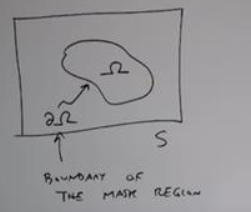 Ω
∂Ω
S
BOUNDARY OF
THE MASK REGION